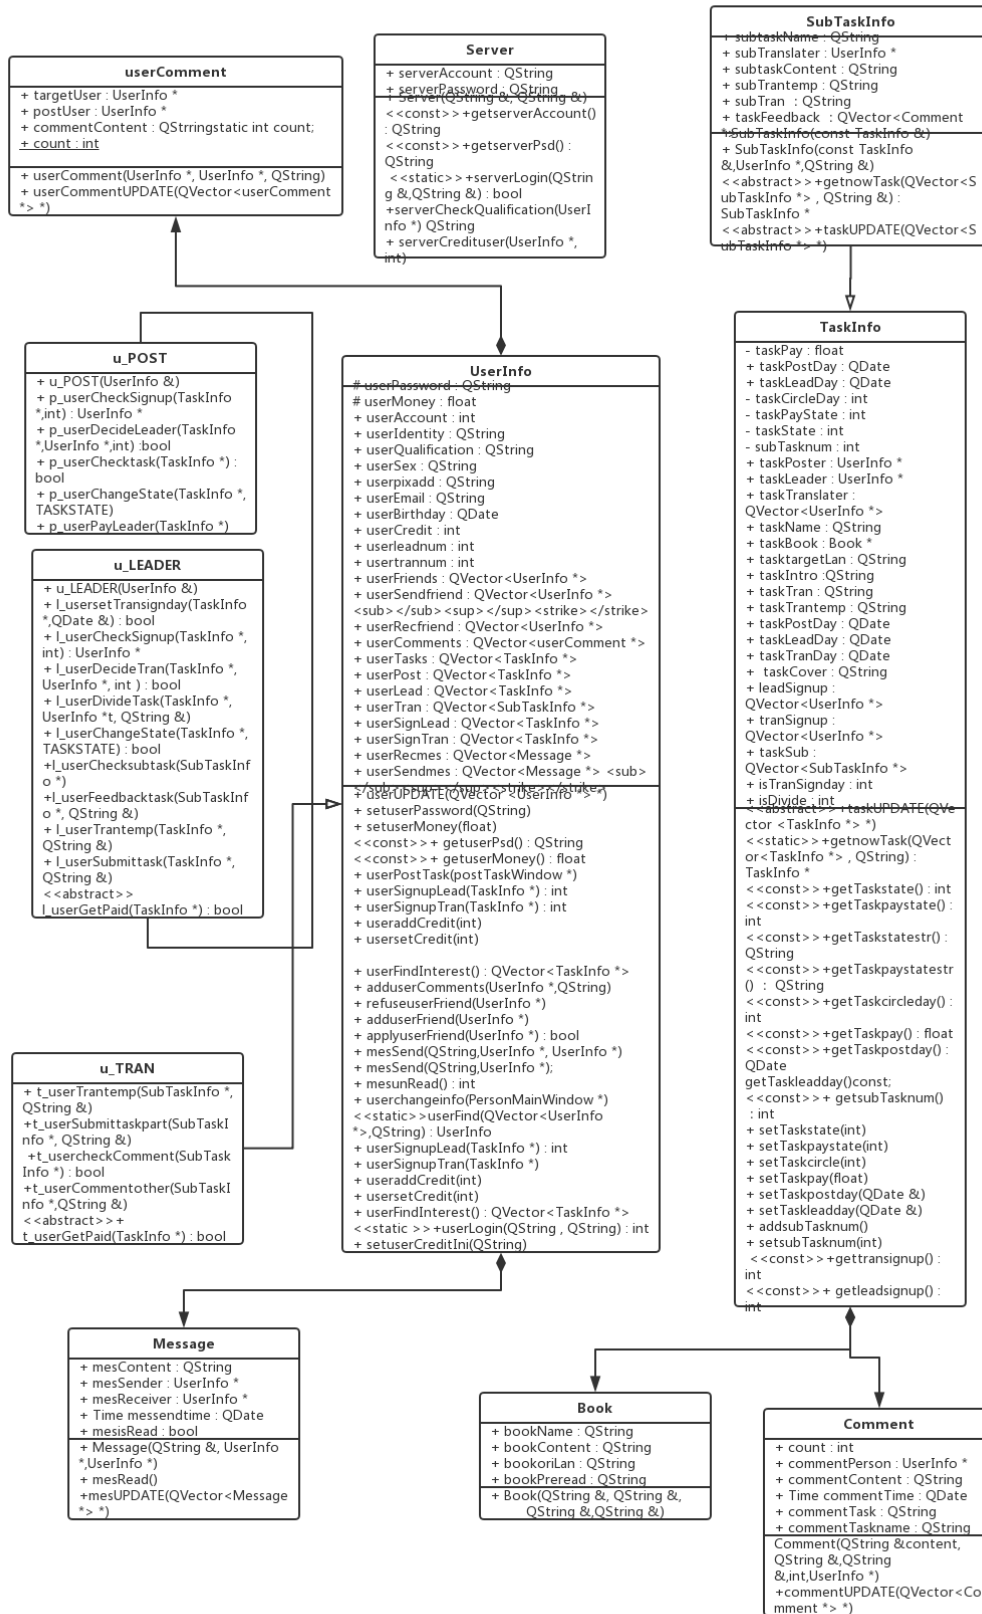 userComment
+ targetUser : UserInfo *
+ postUser : UserInfo *
+ commentContent : QStrringstatic int count;
+ count : int
+ userComment(UserInfo *, UserInfo *, QString)
+ userCommentUPDATE(QVector<userComment
*> *)
Server
+ serverAccount : QString
+ serverPassword : QString
+ Server(QString &, QString &)
<<const>>+getserverAccount()
: QString
<<const>>+getserverPsd() :
QString
<<static>>+serverLogin(QStrin
g &,QString &) : bool
+serverCheckQualification(UserI
nfo *) QString
+ serverCredituser(UserInfo *,
int)
SubTaskInfo
+ subtaskName : QString
+ subTranslater : UserInfo *
+ subtaskContent : QString
+ subTrantemp : QString
+ subTran : QString
+ taskFeedback : QVector<Comment
*>
+SubTaskInfo(const TaskInfo &)
+ SubTaskInfo(const TaskInfo
&,UserInfo *,QString &)
<<abstract>>+getnowTask(QVector<S
ubTaskInfo *> , QString &) :
SubTaskInfo *
<<abstract>>+taskUPDATE(QVector<S
ubTaskInfo *> *)
u_POST
+ u_POST(UserInfo &)
+ p_userCheckSignup(TaskInfo
*,int) : UserInfo *
+ p_userDecideLeader(TaskInfo
*,UserInfo *,int) :bool
+ p_userChecktask(TaskInfo *) :
bool
+ p_userChangeState(TaskInfo *,
TASKSTATE)
+ p_userPayLeader(TaskInfo *)
u_LEADER
+ u_LEADER(UserInfo &)
+ l_usersetTransignday(TaskInfo
*,QDate &) : bool
+ l_userCheckSignup(TaskInfo *,
int) : UserInfo *
+ l_userDecideTran(TaskInfo *,
UserInfo *, int ) : bool
+ l_userDivideTask(TaskInfo *,
UserInfo *t, QString &)
+ l_userChangeState(TaskInfo *,
TASKSTATE) : bool
+l_userChecksubtask(SubTaskInf
o *)
+l_userFeedbacktask(SubTaskInf
o *, QString &)
+ l_userTrantemp(TaskInfo *,
QString &)
+ l_userSubmittask(TaskInfo *,
QString &)
<<abstract>>
l_userGetPaid(TaskInfo *) : bool
u_TRAN
+ t_userTrantemp(SubTaskInfo *,
QString &)
+t_userSubmittaskpart(SubTaskI
nfo *, QString &)
+t_usercheckComment(SubTask
Info *) : bool
+t_userCommentother(SubTaskI
nfo *,QString &)
<<abstract>>+
t_userGetPaid(TaskInfo *) : bool
UserInfo
# userPassword : QString
# userMoney : float
+ userAccount : int
+ userIdentity : QString
+ userQualification : QString
+ userSex : QString
+ userpixadd : QString
+ userEmail : QString
+ userBirthday : QDate
+ userCredit : int
+ userleadnum : int
+ usertrannum : int
+ userFriends : QVector<UserInfo *>
+ userSendfriend : QVector<UserInfo *>
<sub></sub><sup></sup><strike></strike>
+ userRecfriend : QVector<UserInfo *>
+ userComments : QVector<userComment *>
+ userTasks : QVector<TaskInfo *>
+ userPost : QVector<TaskInfo *>
+ userLead : QVector<TaskInfo *>
+ userTran : QVector<SubTaskInfo *>
+ userSignLead : QVector<TaskInfo *>
+ userSignTran : QVector<TaskInfo *>
+ userRecmes : QVector<Message *>
+ userSendmes : QVector<Message *> <sub>
</sub><sup></sup><strike></strike>
+ userUPDATE(QVector <UserInfo *> *)
+ setuserPassword(QString)
+ setuserMoney(float)
<<const>>+ getuserPsd() : QString
<<const>>+ getuserMoney() : float
+ userPostTask(postTaskWindow *)
+ userSignupLead(TaskInfo *) : int
+ userSignupTran(TaskInfo *) : int
+ useraddCredit(int)
+ usersetCredit(int)
+ userFindInterest() : QVector<TaskInfo *>
+ adduserComments(UserInfo *,QString)
+ refuseuserFriend(UserInfo *)
+ adduserFriend(UserInfo *)
+ applyuserFriend(UserInfo *) : bool
+ mesSend(QString,UserInfo *, UserInfo *)
+ mesSend(QString,UserInfo *);
+ mesunRead() : int
+ userchangeinfo(PersonMainWindow *)
<<static>>userFind(QVector<UserInfo
*>,QString) : UserInfo
+ userSignupLead(TaskInfo *) : int
+ userSignupTran(TaskInfo *)
+ useraddCredit(int)
+ usersetCredit(int)
+ userFindInterest() : QVector<TaskInfo *>
<<static >>+userLogin(QString , QString) : int
+ setuserCreditIni(QString)
TaskInfo
- taskPay : float
+ taskPostDay : QDate
+ taskLeadDay : QDate
- taskCircleDay : int
- taskPayState : int
- taskState : int
- subTasknum : int
+ taskPoster : UserInfo *
+ taskLeader : UserInfo *
+ taskTranslater :
QVector<UserInfo *>
+ taskName : QString
+ taskBook : Book *
+ tasktargetLan : QString
+ taskIntro :QString
+ taskTran : QString
+ taskTrantemp : QString
+ taskPostDay : QDate
+ taskLeadDay : QDate
+ taskTranDay : QDate
+ taskCover : QString
+ leadSignup :
QVector<UserInfo *>
+ tranSignup :
QVector<UserInfo *>
+ taskSub :
QVector<SubTaskInfo *>
+ isTranSignday : int
+ isDivide : int
<<abstract>>+taskUPDATE(QVe
ctor <TaskInfo *> *)
<<static>>+getnowTask(QVect
or<TaskInfo *> , QString) :
TaskInfo *
<<const>>+getTaskstate() : int
<<const>>+getTaskpaystate() :
int
<<const>>+getTaskstatestr() :
QString
<<const>>+getTaskpaystatestr
() : QString
<<const>>+getTaskcircleday() :
int
<<const>>+getTaskpay() : float
<<const>>+getTaskpostday() :
QDate
getTaskleadday()const;
<<const>>+ getsubTasknum()
: int
+ setTaskstate(int)
+ setTaskpaystate(int)
+ setTaskcircle(int)
+ setTaskpay(float)
+ setTaskpostday(QDate &)
+ setTaskleadday(QDate &)
+ addsubTasknum()
+ setsubTasknum(int)
<<const>>+gettransignup() :
int
<<const>>+ getleadsignup() :
int
Message
+ mesContent : QString
+ mesSender : UserInfo *
+ mesReceiver : UserInfo *
+ Time messendtime : QDate
+ mesisRead : bool
+ Message(QString &, UserInfo
*,UserInfo *)
+ mesRead()
+mesUPDATE(QVector<Message
*> *)
Book
+ bookName : QString
+ bookContent : QString
+ bookoriLan : QString
+ bookPreread : QString
+ Book(QString &, QString &,
QString &,QString &)
Comment
+ count : int
+ commentPerson : UserInfo *
+ commentContent : QString
+ Time commentTime : QDate
+ commentTask : QString
+ commentTaskname : QString
Comment(QString &content,
QString &,QString
&,int,UserInfo *)
+commentUPDATE(QVector<Co
mment *> *)